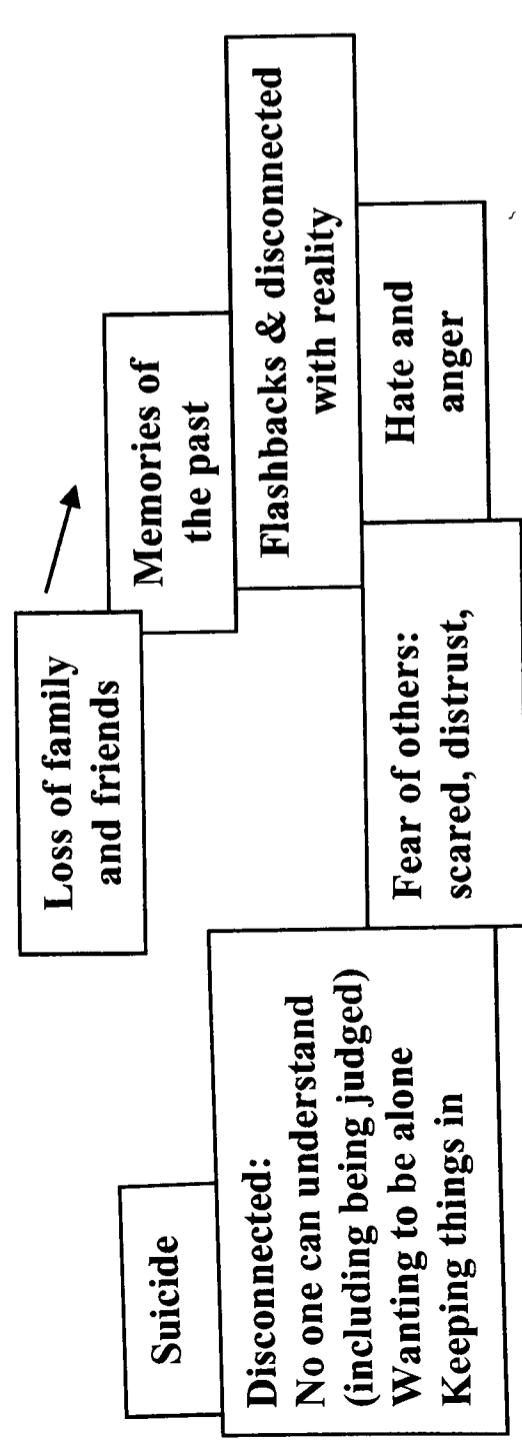 Loss of family
and friends
Memories of
the past
Flashbacks & disconnected
with reality
Hate and
anger
Fear of others:
scared, distrust,
Suicide
Disconnected:
No one can understand
(including being judged)
Wanting to be alone
Keeping things in